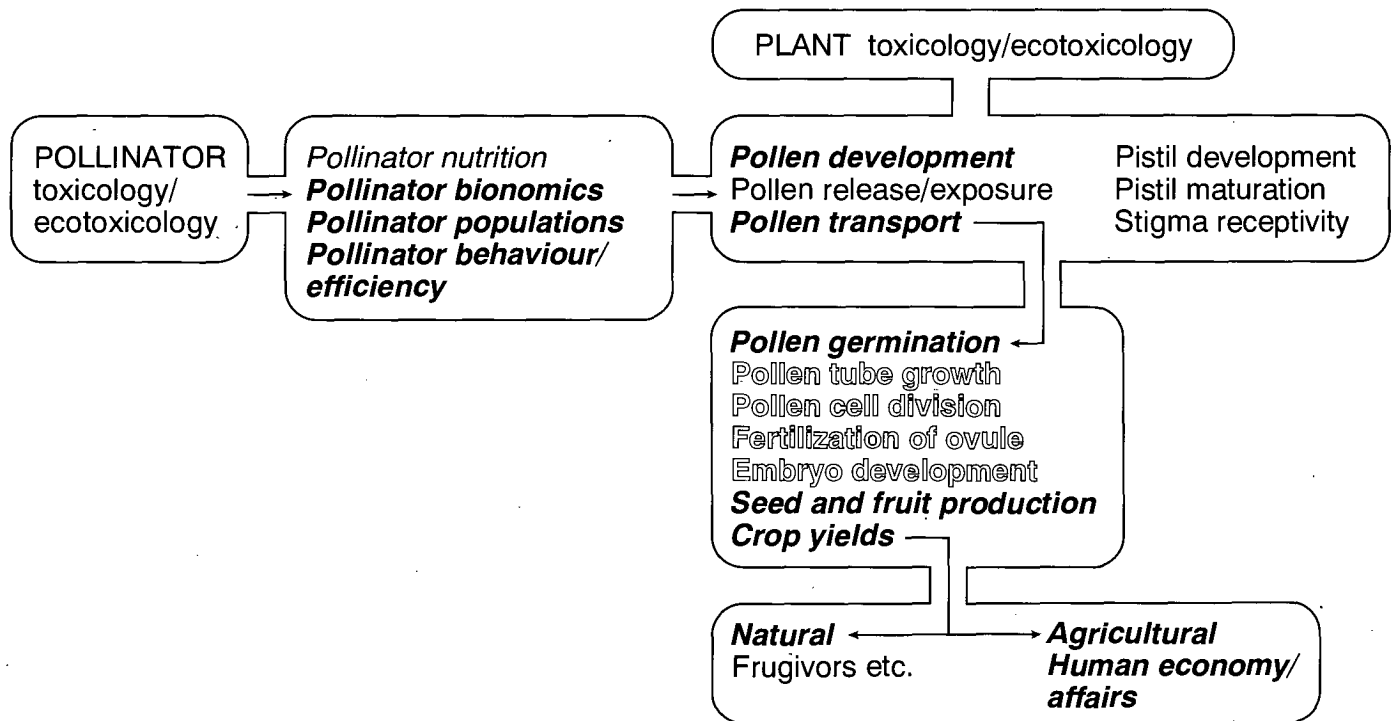 PLANT toxicology/ecotoxicology
POLLINATOR
toxicology/
ecotoxicology
Pollinator nutrition
Pollinator bionomics
Pollinator populations
Pollinator behaviour/
efficiency
Pollen development
Pollen release/exposure
Pollen transport
Pistil development
Pistil maturation
Stigma receptivity
Pollen germination
Pollen tube growth
Pollen cell division
Fertilization of ovule
Embryo development
Seed and fruit production
Crop yields
Natural
Frugivors etc.
Agricultural
Human economy/
affairs